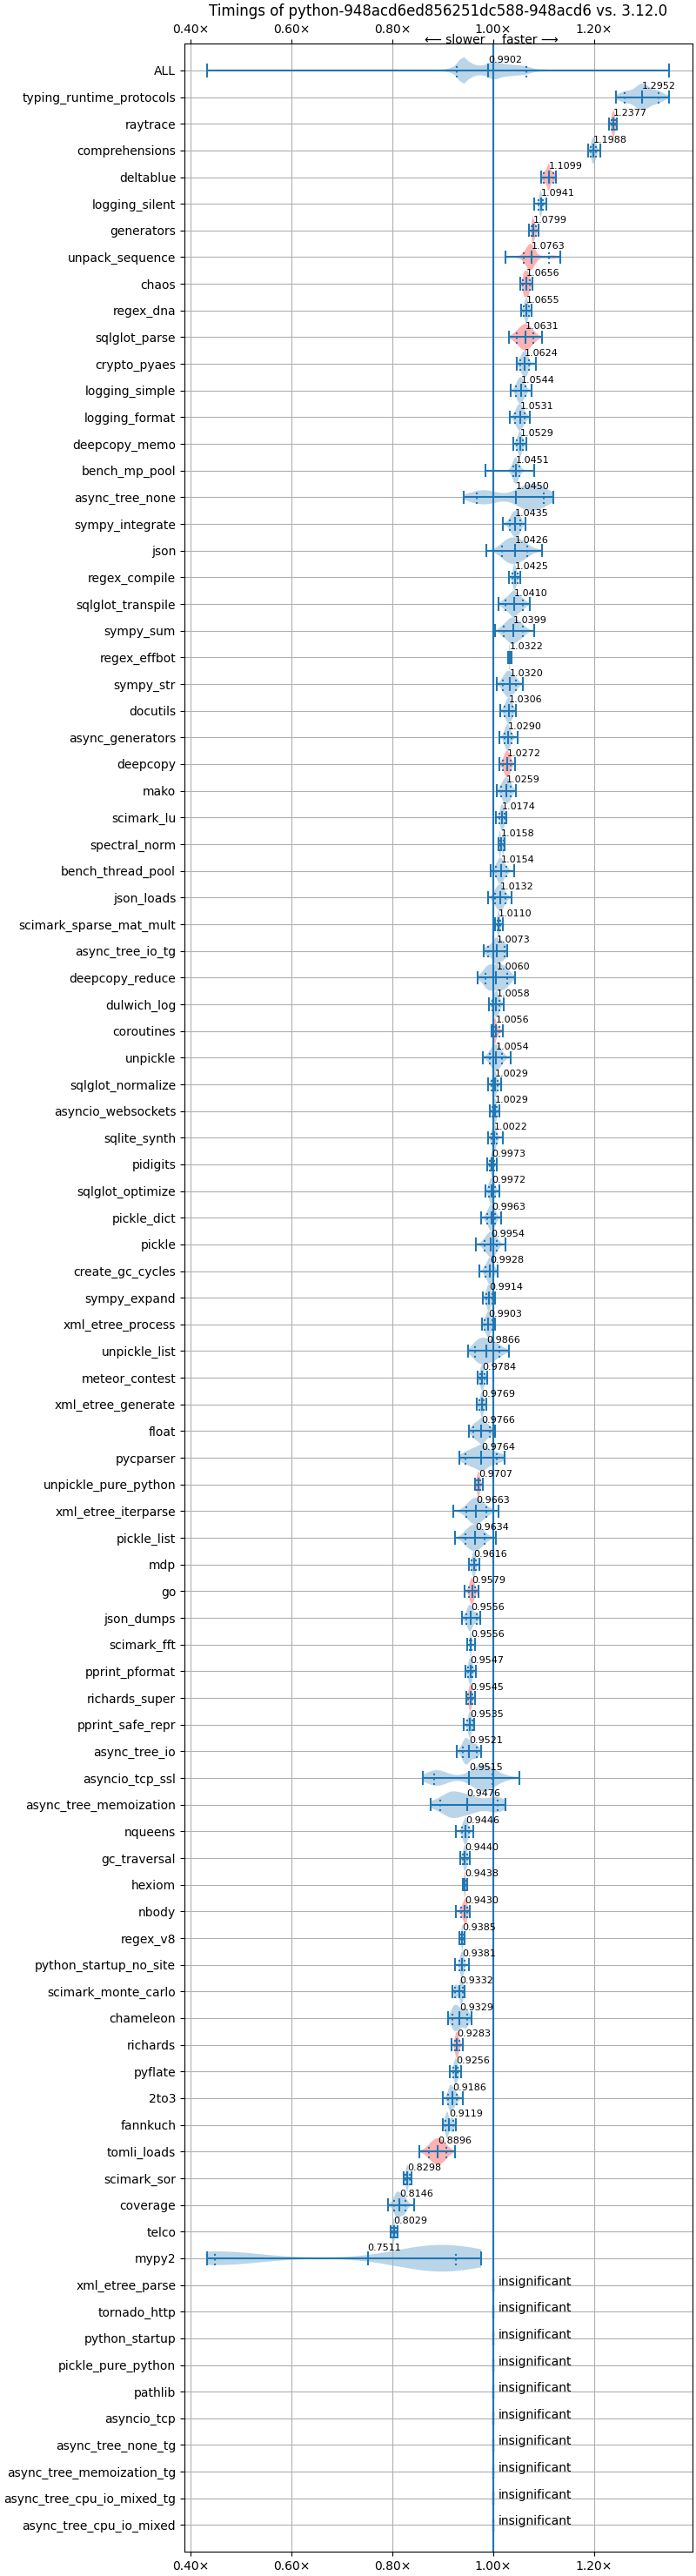 Timings of python-948acd6ed856251dc588-948acd6 vs. 3.12.0
0.40× 0.60× 0.80× 1.00× 1.20×
⟵ slower faster ⟶
ALL 0.9902
typing_runtime_protocols 1.2952
raytrace 1.2377
comprehensions 1.1988
deltablue 1.1099
logging_silent 1.0941
generators 1.0799
unpack_sequence 1.0763
chaos 1.0656
regex_dna 1.0655
sqlglot_parse 1.0631
crypto_pyaes 1.0624
logging_simple 1.0544
logging_format 1.0531
deepcopy_memo 1.0529
bench_mp_pool 1.0451
async_tree_none 1.0450
sympy_integrate 1.0435
json 1.0426
regex_compile 1.0425
sqlglot_transpile 1.0410
sympy_sum 1.0399
regex_effbot 1.0322
sympy_str 1.0320
docutils 1.0306
async_generators 1.0290
deepcopy 1.0272
mako 1.0259
scimark_lu 1.0174
spectral_norm 1.0158
bench_thread_pool 1.0154
json_loads 1.0132
scimark_sparse_mat_mult 1.0110
async_tree_io_tg 1.0073
deepcopy_reduce 1.0060
dulwich_log 1.0058
coroutines 1.0056
unpickle 1.0054
sqlglot_normalize 1.0029
asyncio_websockets 1.0029
sqlite_synth 1.0022
pidigits 0.9973
sqlglot_optimize 0.9972
pickle_dict 0.9963
pickle 0.9954
create_gc_cycles 0.9928
sympy_expand 0.9914
xml_etree_process 0.9903
unpickle_list 0.9866
meteor_contest 0.9784
xml_etree_generate 0.9769
float 0.9766
pycparser 0.9764
unpickle_pure_python 0.9707
xml_etree_iterparse 0.9663
pickle_list 0.9634
mdp 0.9616
go 0.9579
json_dumps 0.9556
scimark_fft 0.9556
pprint_pformat 0.9547
richards_super 0.9545
pprint_safe_repr 0.9535
async_tree_io 0.9521
asyncio_tcp_ssl 0.9515
async_tree_memoization 0.9476
nqueens 0.9446
gc_traversal 0.9440
hexiom 0.9438
nbody 0.9430
regex_v8 0.9385
python_startup_no_site 0.9381
scimark_monte_carlo 0.9332
chameleon 0.9329
richards 0.9283
pyflate 0.9256
2to3 0.9186
fannkuch 0.9119
tomli_loads 0.8896
scimark_sor 0.8298
coverage 0.8146
telco 0.8029
mypy2 0.7511
xml_etree_parse insignificant
tornado_http insignificant
python_startup insignificant
pickle_pure_python insignificant
pathlib insignificant
asyncio_tcp insignificant
async_tree_none_tg insignificant
async_tree_memoization_tg insignificant
async_tree_cpu_io_mixed_tg insignificant
async_tree_cpu_io_mixed insignificant
0.40× 0.60× 0.80× 1.00× 1.20×